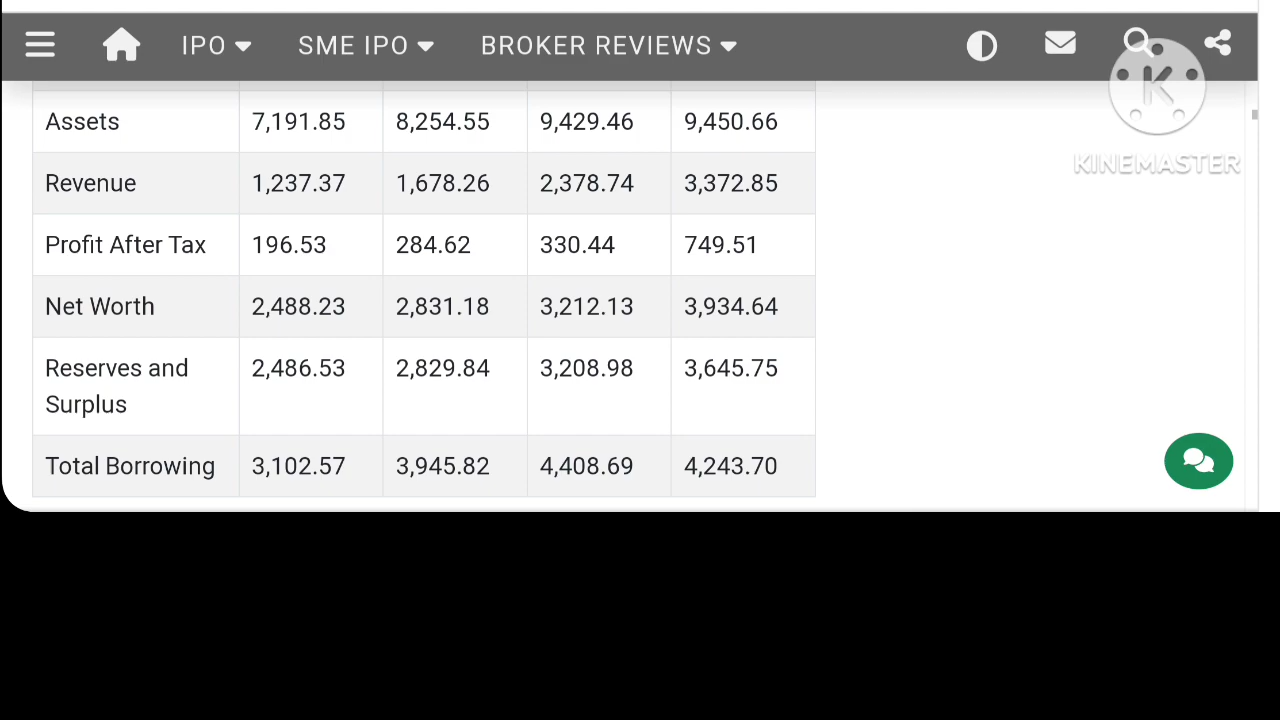 IPO SME IPO BROKER REVIEWS
K
KINEMASTER
Assets 7,191.85 8,254.55 9,429.46 9,450.66
Revenue 1,237.37 1,678.26 2,378.74 3,372.85
Profit After Tax 196.53 284.62 330.44 749.51
Net Worth 2,488.23 2,831.18 3,212.13 3,934.64
Reserves and
Surplus 2,486.53 2,829.84 3,208.98 3,645.75
Total Borrowing 3,102.57 3,945.82 4,408.69 4,243.70